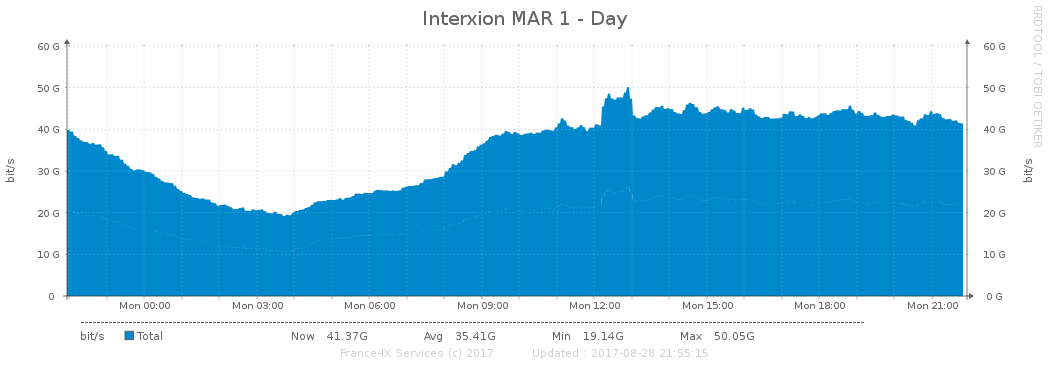 Interxion MAR 1 - Day
RRDTOOL / TOBI OETIKER
60 G 60 G
50 G 50 G
40 G 40 G
30 G 30 G
20 G 20 G
10 G 10 G
0 0 G
bit/s bit/s
Mon 00:00 Mon 03:00 Mon 06:00 Mon 09:00 Mon 12:00 Mon 15:00 Mon 18:00 Mon 21:00
bit/s Total Now 41.37G Avg 35.41G Min 19.14G Max 50.05G
France-IX Services (c) 2017 Updated : 2017-08-28 21:55:15